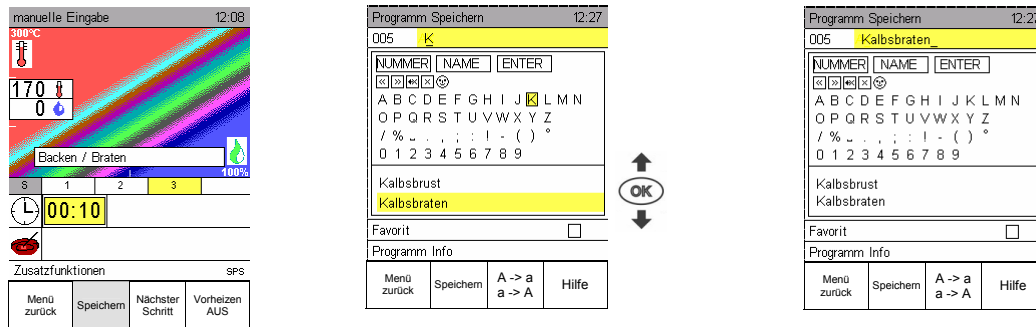 manuelle Eingabe 12:08
300°C
170
0
Backen / Braten
100%
S 1 2 3
00:10
Zusatzfunktionen SPS
Menü zurück Speichern Nächster Schritt Vorheizen AUS
Programm Speichern 12:27
005 K
NUMMER NAME ENTER
A B C D E F G H I J K L M N
O P Q R S T U V W X Y Z
/ % _ . , ; : ! - ( ) °
0 1 2 3 4 5 6 7 8 9
Kalbsbrust
Kalbsbraten
Favorit
Programm Info
Menü zurück Speichern A -> a a -> A Hilfe
OK
Programm Speichern 12:27
005 Kalbsbraten_
NUMMER NAME ENTER
A B C D E F G H I J K L M N
O P Q R S T U V W X Y Z
/ % _ . , ; : ! - ( ) °
0 1 2 3 4 5 6 7 8 9
Kalbsbrust
Kalbsbraten
Favorit
Programm Info
Menü zurück Speichern A -> a a -> A Hilfe